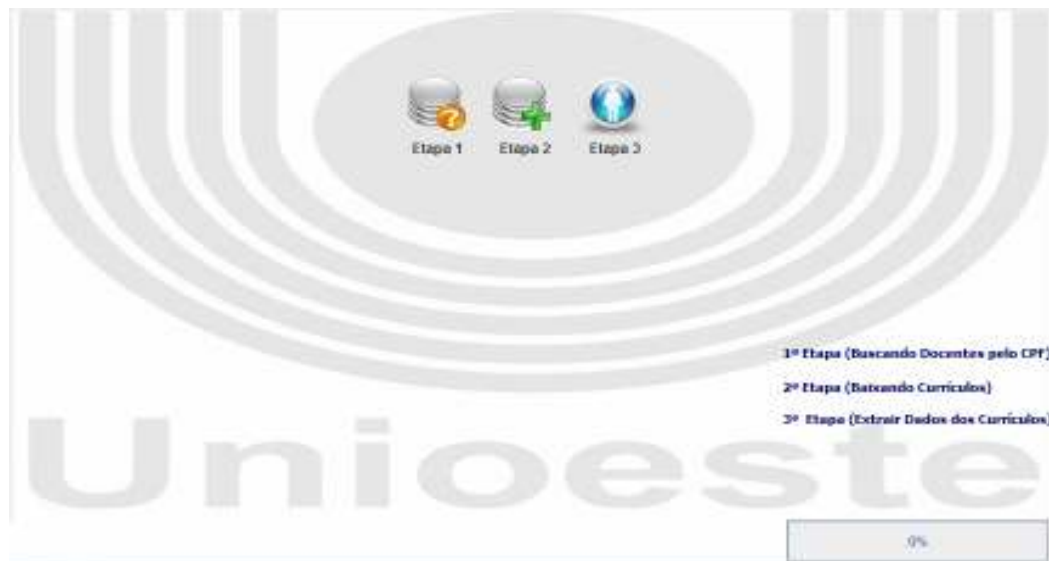 Etapa 1 Etapa 2 Etapa 3
1ª Etapa (Buscando Docentes pelo CPF)
2ª Etapa (Baixando Currículos)
3ª Etapa (Extrair Dados dos Currículos)
Unioeste
0%